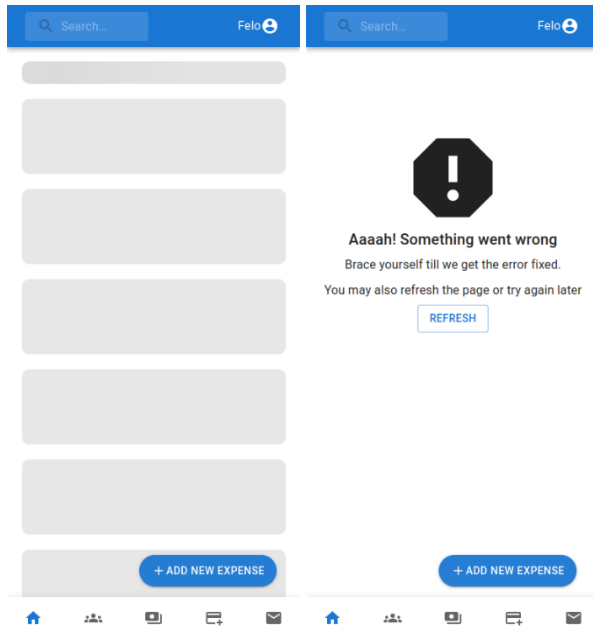 Search...
Felo
+ ADD NEW EXPENSE
Search...
Felo
Aaaah! Something went wrong
Brace yourself till we get the error fixed.
You may also refresh the page or try again later
REFRESH
+ ADD NEW EXPENSE